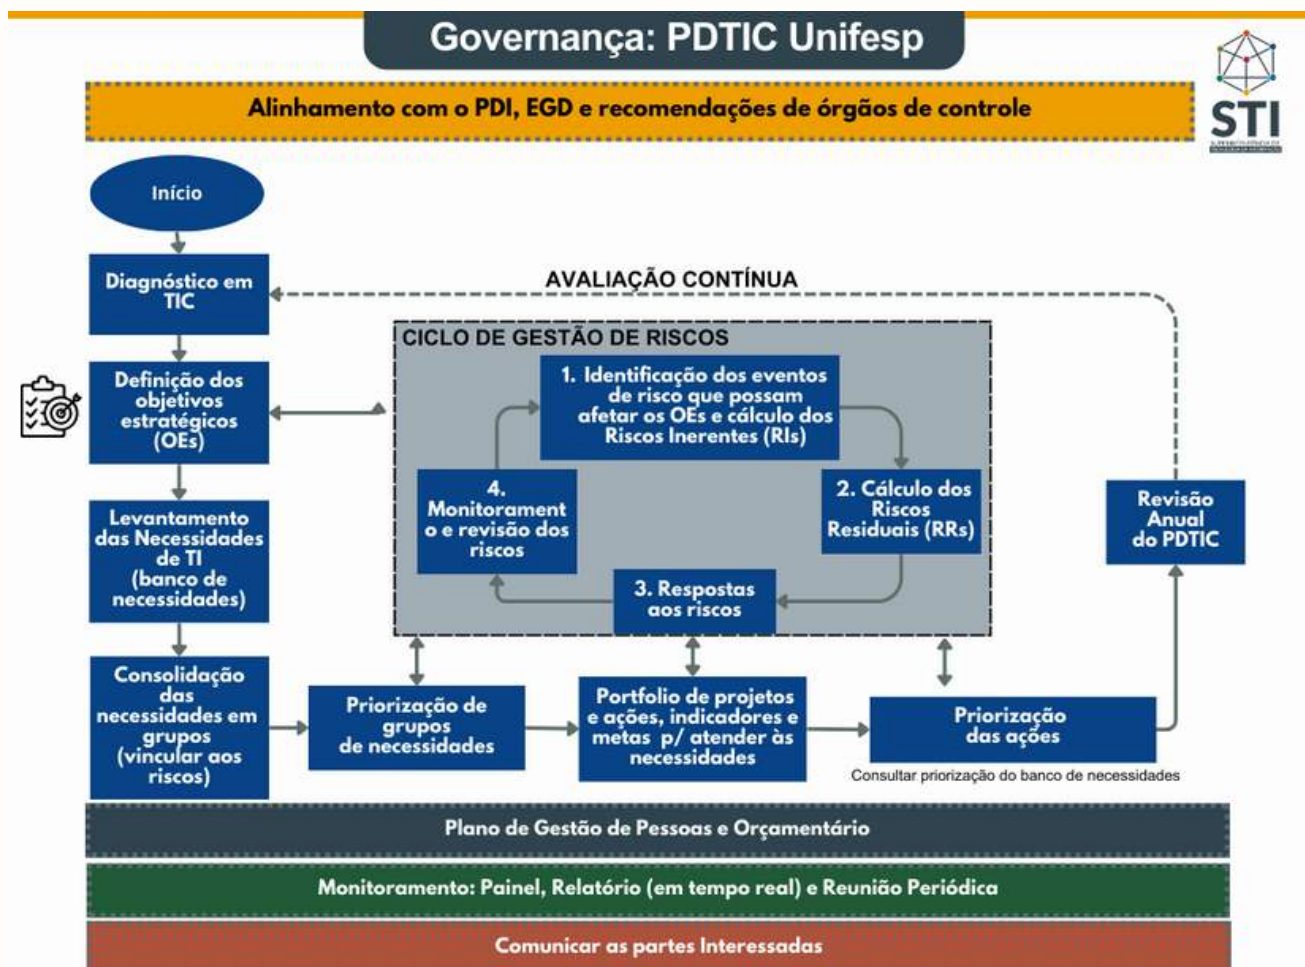 Governança: PDTIC Unifesp
Alinhamento com o PDI, EGD e recomendações de órgãos de controle
STI
Início
Diagnóstico em
TIC
AVALIAÇÃO CONTÍNUA
Definição dos
objetivos
estratégicos
(OEs)
CICLO DE GESTÃO DE RISCOS
1. Identificação dos eventos
de risco que possam
afetar os OEs e cálculo dos
Riscos Inerentes (RIs)
2. Cálculo dos
Riscos
Residuais (RRs)
3. Respostas
aos riscos
4.
Monitorament
o e revisão dos
riscos
Levantamento
das Necessidades
de TI
(banco de
necessidades)
Consolidação
das
necessidades em
grupos
(vincular aos
riscos)
Priorização de
grupos
de necessidades
Portfolio de projetos
e ações, indicadores e
metas p/ atender às
necessidades
Priorização
das ações
Consultar priorização do banco de necessidades
Revisão
Anual
do PDTIC
Plano de Gestão de Pessoas e Orçamentário
Monitoramento: Painel, Relatório (em tempo real) e Reunião Periódica
Comunicar as partes Interessadas